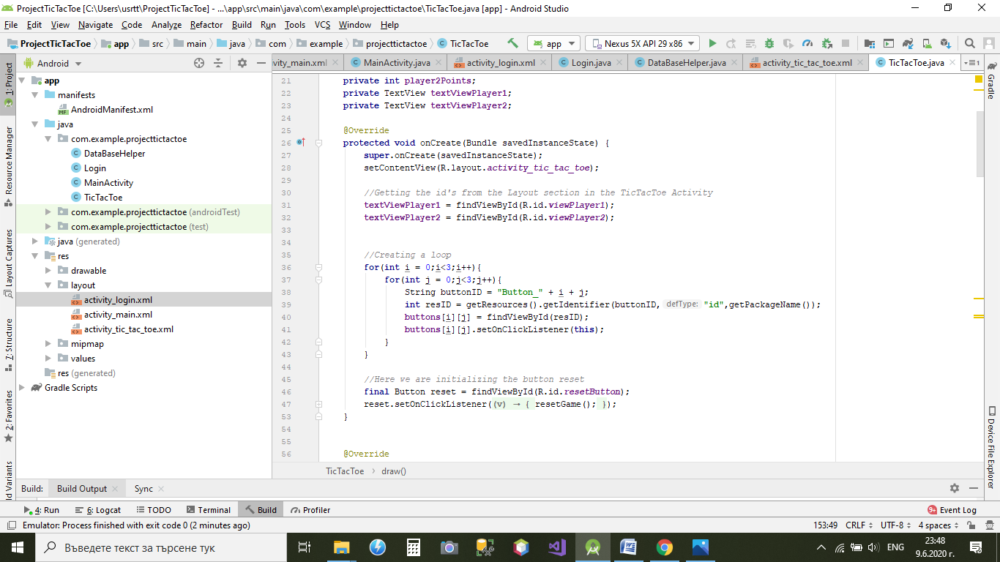 ProjectTicTacToe [C:\Users\usrtt\ProjectTicTacToe] - ...\app\src\main\java\com\example\projecttictactoe\TicTacToe.java [app] - Android Studio
File Edit View Navigate Code Analyze Refactor Build Run Tools VCS Window Help
ProjectTicTacToe app src main java com example projecttictactoe TicTacToe app Nexus 5X API 29 x86
Android
vity_main.xml MainActivity.java activity_login.xml Login.java DataBaseHelper.java activity_tic_tac_toe.xml TicTacToe.java
1: Project
Resource Manager
Layout Captures
7: Structure
2: Favorites
ld Variants
app
manifests
AndroidManifest.xml
java
com.example.projecttictactoe
DataBaseHelper
Login
MainActivity
TicTacToe
com.example.projecttictactoe (androidTest)
com.example.projecttictactoe (test)
java (generated)
res
drawable
layout
activity_login.xml
activity_main.xml
activity_tic_tac_toe.xml
mipmap
values
res (generated)
Gradle Scripts
21 private int player2Points;
22 private TextView textViewPlayer1;
23 private TextView textViewPlayer2;
24
25 @Override
26 protected void onCreate(Bundle savedInstanceState) {
27 super.onCreate(savedInstanceState);
28 setContentView(R.layout.activity_tic_tac_toe);
29
30 //Getting the id's from the Layout section in the TicTacToe Activity
31 textViewPlayer1 = findViewById(R.id.viewPlayer1);
32 textViewPlayer2 = findViewById(R.id.viewPlayer2);
33
34
35 //Creating a loop
36 for(int i = 0;i<3;i++){
37 for(int j = 0;j<3;j++){
38 String buttonID = "Button_" + i + j;
39 int resID = getResources().getIdentifier(buttonID, defType: "id",getPackageName());
40 buttons[i][j] = findViewById(resID);
41 buttons[i][j].setOnClickListener(this);
42 }
43 }
44
45 //Here we are initializing the button reset
46 final Button reset = findViewById(R.id.resetButton);
47 reset.setOnClickListener((v) → { resetGame(); });
53 }
54
55
56 @Override
TicTacToe draw()
Gradle
Device File Explorer
Build: Build Output Sync
4: Run 6: Logcat TODO Terminal Build Profiler 9+ Event Log
Emulator: Process finished with exit code 0 (2 minutes ago) 153:49 CRLF UTF-8 4 spaces
Въведете текст за търсене тук ENG 23:48
9.6.2020 г.